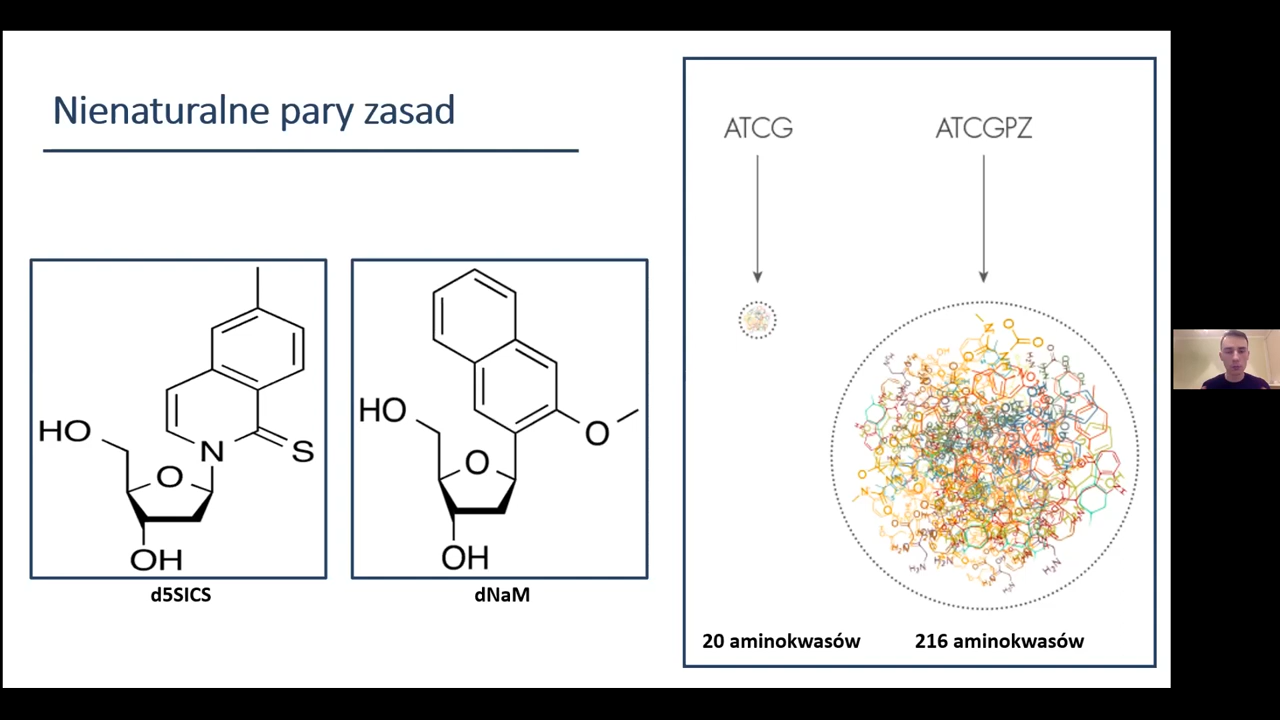 Nienaturalne pary zasad
HO
O
OH
N
S
d5SICS
HO
O
OH
O
dNaM
ATCG
ATCGPZ
20 aminokwasów
216 aminokwasów